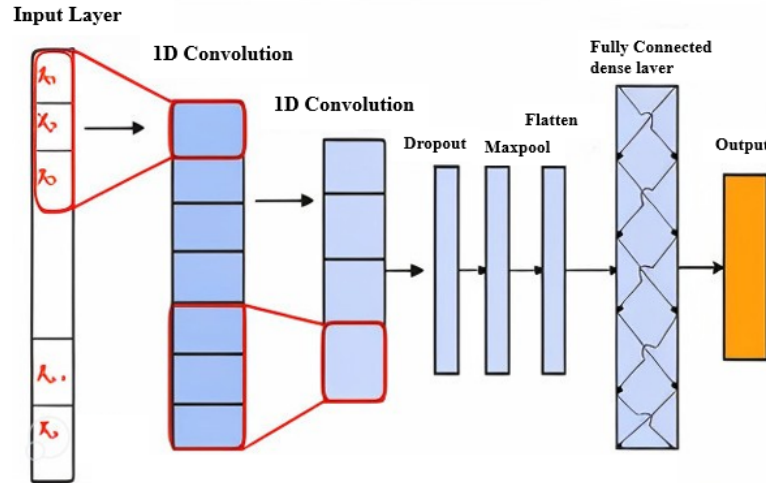 Input Layer
1D Convolution
1D Convolution
Dropout
Maxpool
Flatten
Fully Connected
dense layer
Output